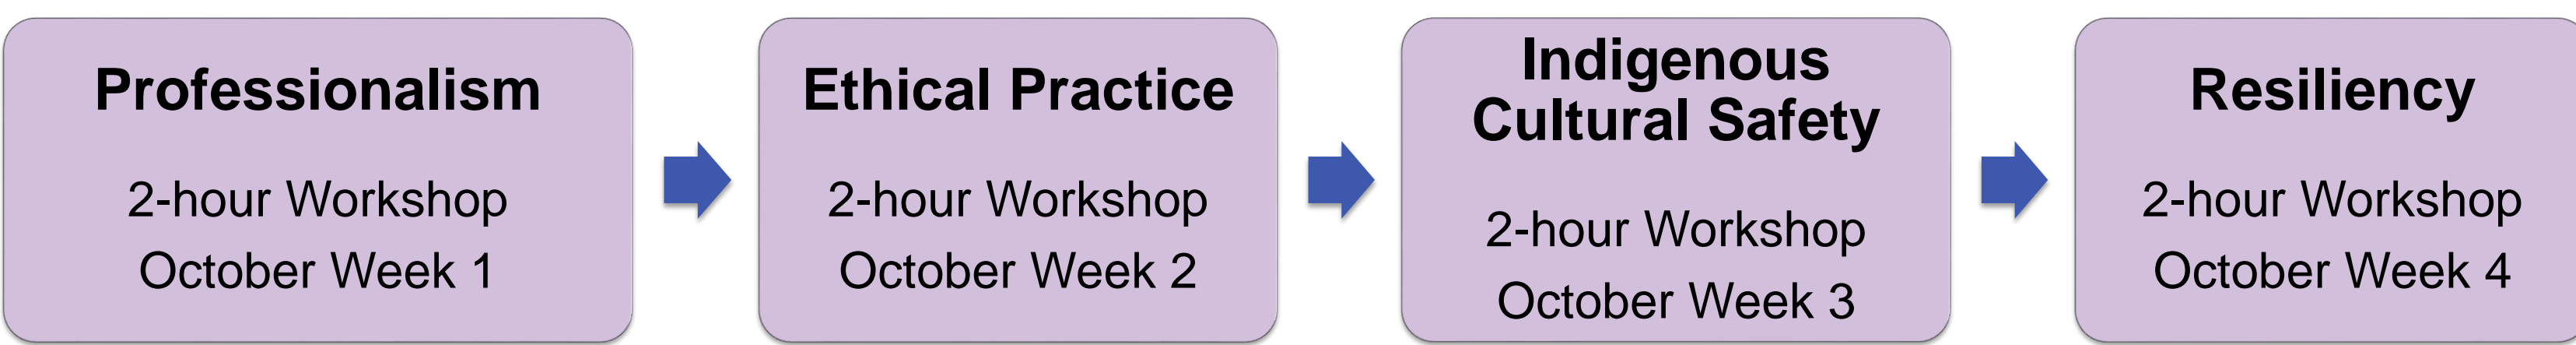 Professionalism
2-hour Workshop
October Week 1
Ethical Practice
2-hour Workshop
October Week 2
Indigenous
Cultural Safety
2-hour Workshop
October Week 3
Resiliency
2-hour Workshop
October Week 4